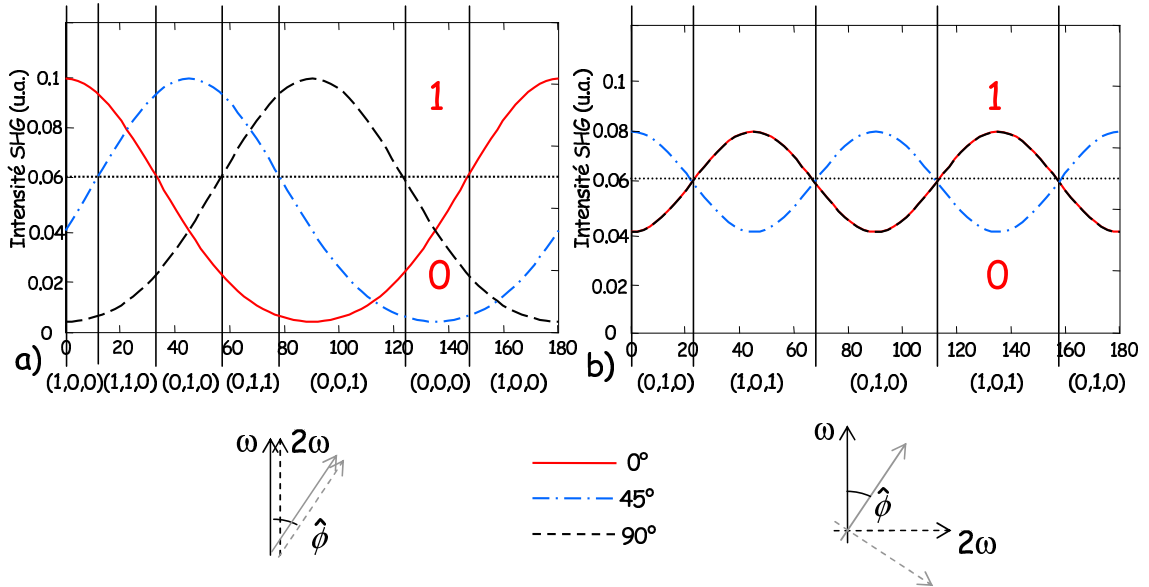 Intensité SHG (u.a.)
0.1
0.08
0.06
0.04
0.02
0
1
0
0 20 40 60 80 100 120 140 160 180
a)
(1,0,0)(1,1,0) (0,1,0) (0,1,1) (0,0,1) (0,0,0) (1,0,0)
Intensité SHG (u.a.)
0.1
0.08
0.06
0.04
0.02
0
1
0
0 20 40 60 80 100 120 140 160 180
b)
(0,1,0) (1,0,1) (0,1,0) (1,0,1) (0,1,0)
ω 2ω
ϕ̂
0°
45°
90°
ω
ϕ̂
2ω